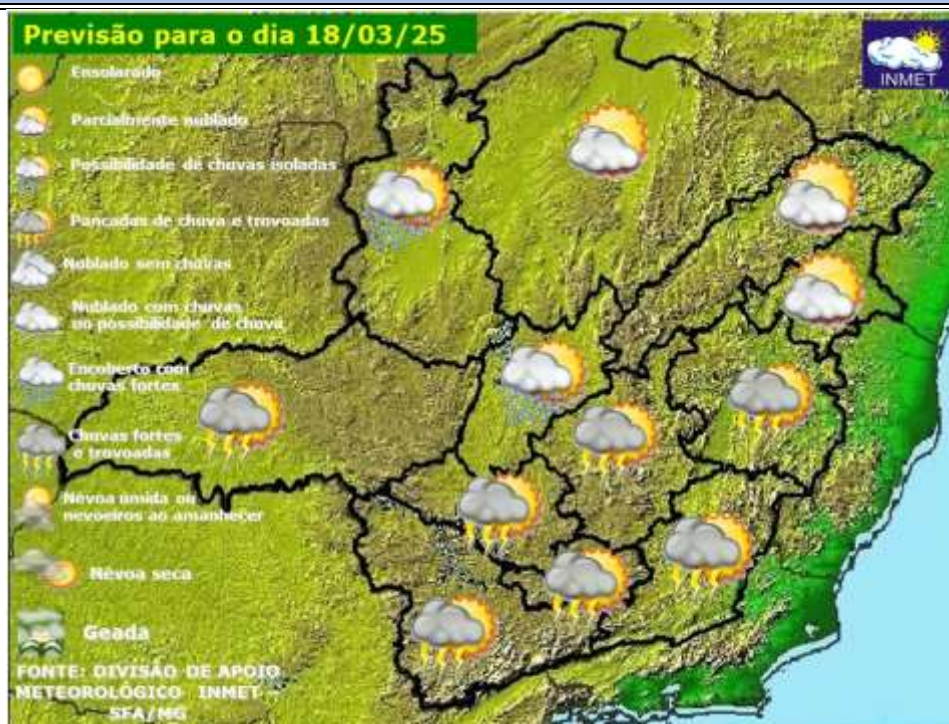 Previsão para o dia 18/03/25
INMET
Ensolarado
Parcialmente nublado
Possibilidade de chuvas isoladas
Pancadas de chuva e trovoadas
Nublado sem chuvas
Nublado com chuvas
ou possibilidade de chuva
Encoberto com
chuvas fortes
Chuvas fortes
e trovoadas
Névoa úmida ou
nevoeiros ao amanhecer
Névoa seca
Geada
FONTE: DIVISÃO DE APOIO
METEOROLÓGICO INMET -
SFA/MG